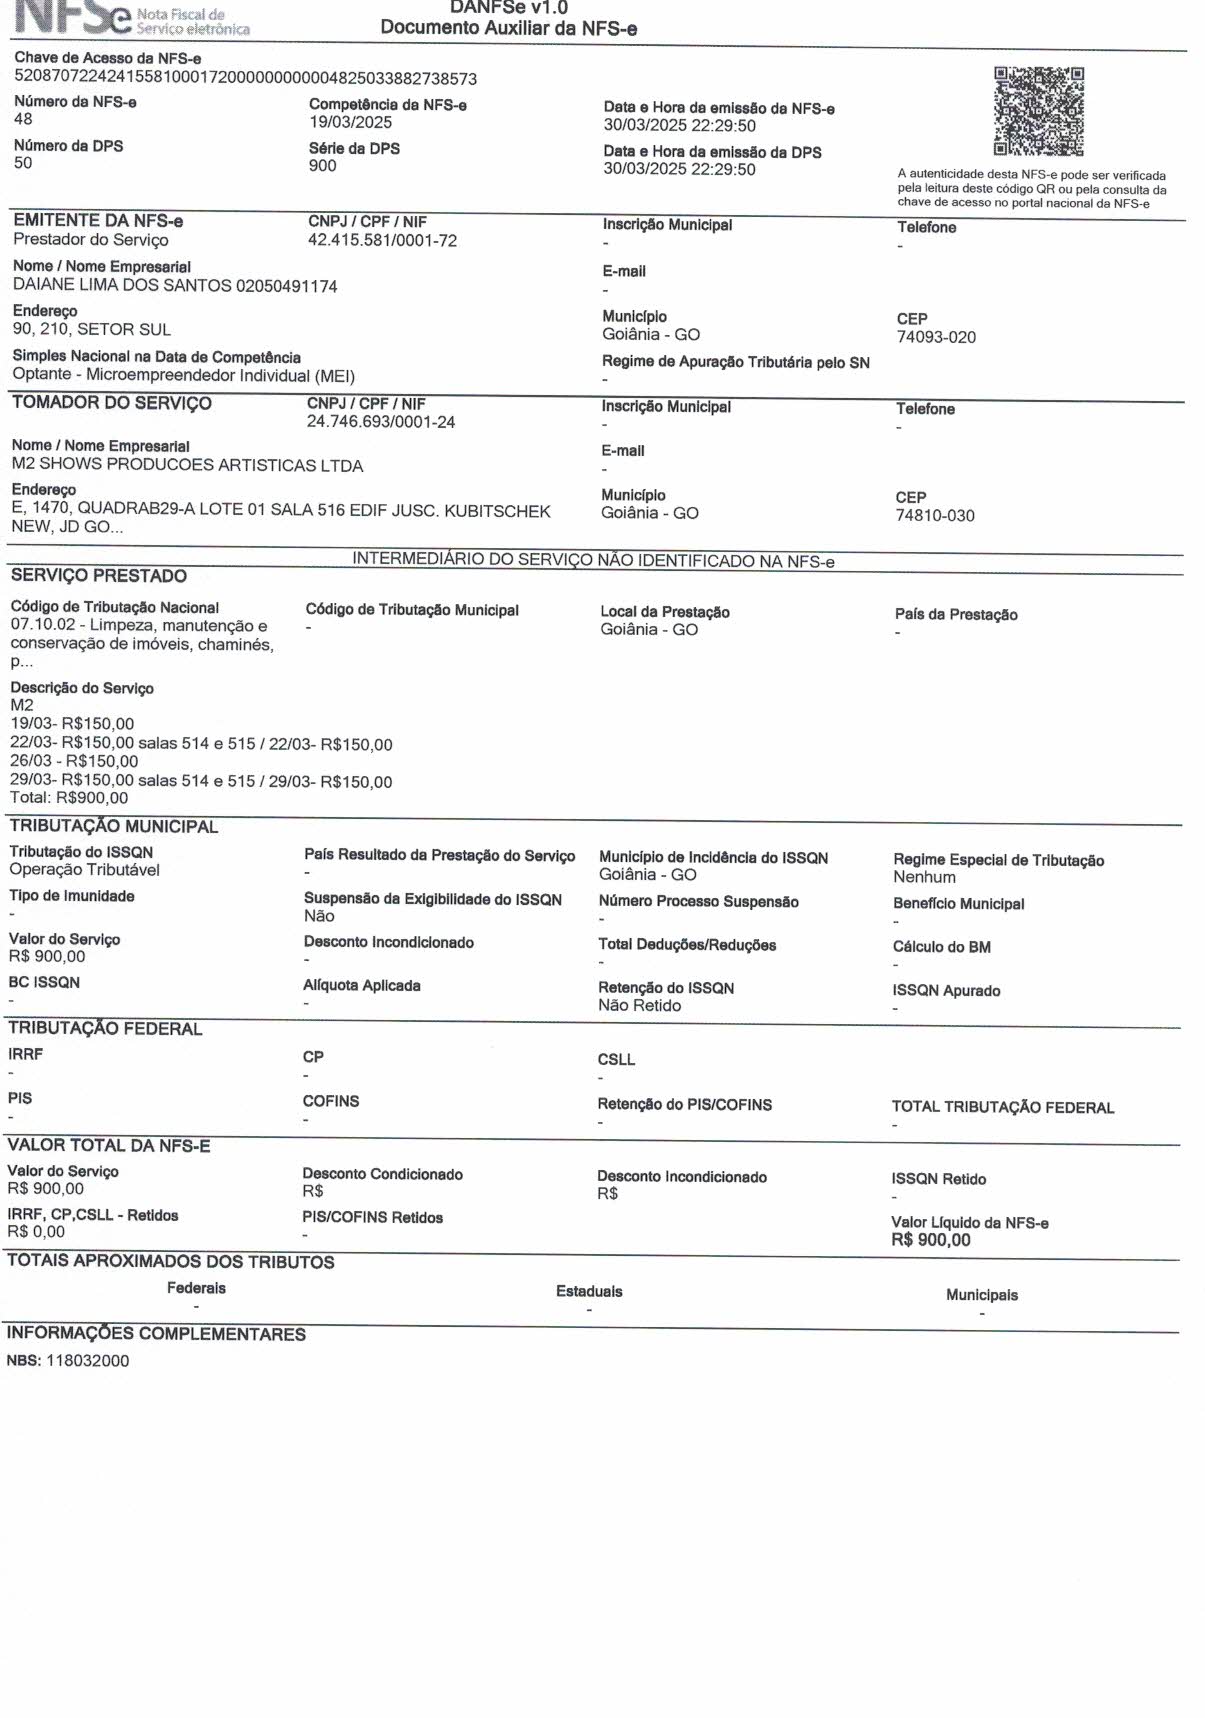 NFSe Nota Fiscal de
Serviço eletrônica
DANFSe v1.0
Documento Auxiliar da NFS-e
Chave de Acesso da NFS-e
52087072242415581000172000000000004825033882738573
Número da NFS-e
48
Competência da NFS-e
19/03/2025
Data e Hora da emissão da NFS-e
30/03/2025 22:29:50
Número da DPS
50
Série da DPS
900
Data e Hora da emissão da DPS
30/03/2025 22:29:50
A autenticidade desta NFS-e pode ser verificada
pela leitura deste código QR ou pela consulta da
chave de acesso no portal nacional da NFS-e
EMITENTE DA NFS-e
Prestador do Serviço
CNPJ / CPF / NIF
42.415.581/0001-72
Inscrição Municipal
-
Telefone
-
Nome / Nome Empresarial
DAIANE LIMA DOS SANTOS 02050491174
E-mail
-
Endereço
90, 210, SETOR SUL
Município
Goiânia - GO
CEP
74093-020
Simples Nacional na Data de Competência
Optante - Microempreendedor Individual (MEI)
Regime de Apuração Tributária pelo SN
-
TOMADOR DO SERVIÇO
CNPJ / CPF / NIF
24.746.693/0001-24
Inscrição Municipal
-
Telefone
-
Nome / Nome Empresarial
M2 SHOWS PRODUCOES ARTISTICAS LTDA
E-mail
-
Endereço
E, 1470, QUADRAB29-A LOTE 01 SALA 516 EDIF JUSC. KUBITSCHEK
NEW, JD GO...
Município
Goiânia - GO
CEP
74810-030
INTERMEDIÁRIO DO SERVIÇO NÃO IDENTIFICADO NA NFS-e
SERVIÇO PRESTADO
Código de Tributação Nacional
07.10.02 - Limpeza, manutenção e
conservação de imóveis, chaminés,
p...
Código de Tributação Municipal
-
Local da Prestação
Goiânia - GO
País da Prestação
-
Descrição do Serviço
M2
19/03- R$150,00
22/03- R$150,00 salas 514 e 515 / 22/03- R$150,00
26/03 - R$150,00
29/03- R$150,00 salas 514 e 515 / 29/03- R$150,00
Total: R$900,00
TRIBUTAÇÃO MUNICIPAL
Tributação do ISSQN
Operação Tributável
País Resultado da Prestação do Serviço
-
Município de Incidência do ISSQN
Goiânia - GO
Regime Especial de Tributação
Nenhum
Tipo de Imunidade
-
Suspensão da Exigibilidade do ISSQN
Não
Número Processo Suspensão
-
Benefício Municipal
-
Valor do Serviço
R$ 900,00
Desconto Incondicionado
-
Total Deduções/Reduções
-
Cálculo do BM
-
BC ISSQN
-
Alíquota Aplicada
-
Retenção do ISSQN
Não Retido
ISSQN Apurado
-
TRIBUTAÇÃO FEDERAL
IRRF
-
CP
-
CSLL
-
PIS
-
COFINS
-
Retenção do PIS/COFINS
-
TOTAL TRIBUTAÇÃO FEDERAL
-
VALOR TOTAL DA NFS-E
Valor do Serviço
R$ 900,00
Desconto Condicionado
R$
Desconto Incondicionado
R$
ISSQN Retido
-
IRRF, CP,CSLL - Retidos
R$ 0,00
PIS/COFINS Retidos
-
Valor Líquido da NFS-e
R$ 900,00
TOTAIS APROXIMADOS DOS TRIBUTOS
Federais
-
Estaduais
-
Municipais
-
INFORMAÇÕES COMPLEMENTARES
NBS: 118032000